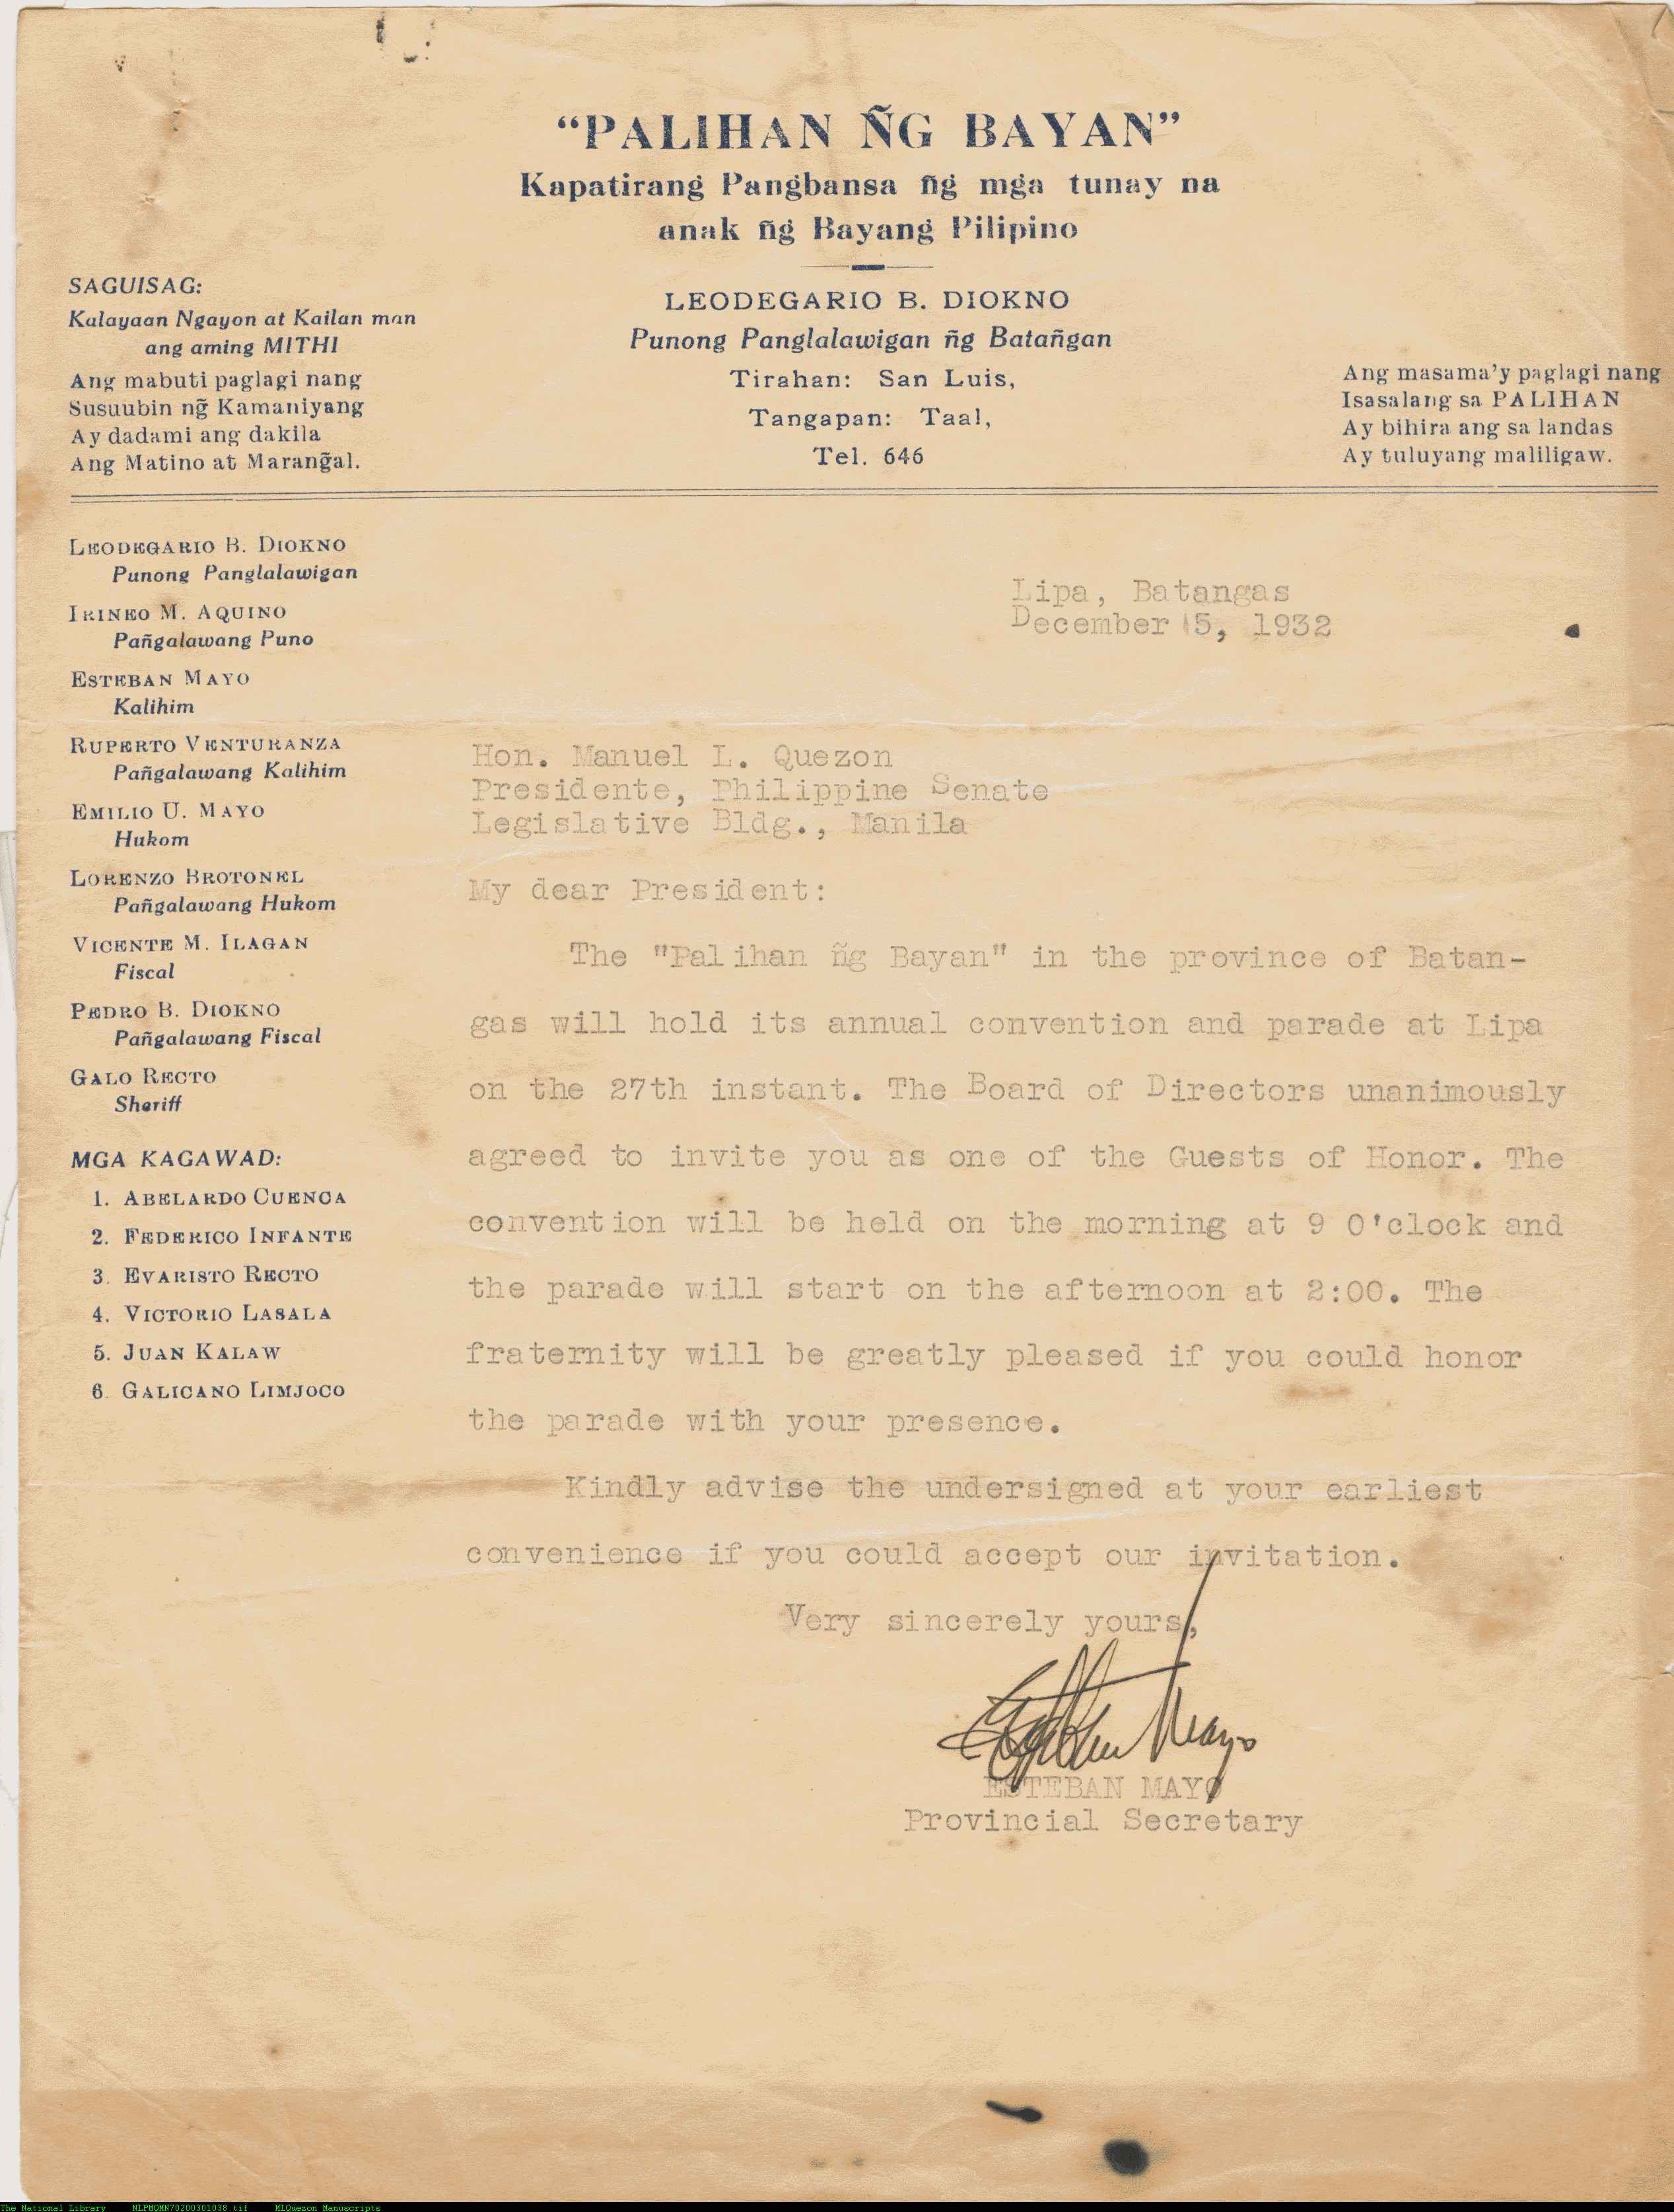 "PALIHAN ÑG BAYAN"
Kapatirang Pangbansa ñg mga tunay na
anak ñg Bayang Pilipino
SAGUISAG:
Kalayaan Ngayon at Kailan man
ang aming MITHI
Ang mabuti paglagi nang
Susuubin ng̃ Kamaniyang
Ay dadami ang dakila
Ang Matino at Marang̃al.
LEODEGARIO B. DIOKNO
Punong Panglalawigan ñg Batañgan
Tirahan: San Luis,
Tangapan: Taal,
Tel. 646
Ang masama'y paglagi nang
Isasalang sa PALIHAN
Ay bihira ang sa landas
Ay tuluyang maliligaw.
LEODEGARIO B. DIOKNO
Punong Panglalawigan
IRINEO M. AQUINO
Pañgalawang Puno
ESTEBAN MAYO
Kalihim
RUPERTO VENTURANZA
Pañgalawang Kalihim
EMILIO U. MAYO
Hukom
LORENZO BROTONEL
Pañgalawang Hukom
VICENTE M. ILAGAN
Fiscal
PEDRO B. DIOKNO
Pañgalawang Fiscal
GALO RECTO
Sheriff
MGA KAGAWAD:
1. ABELARDO CUENCA
2. FEDERICO INFANTE
3. EVARISTO RECTO
4. VICTORIO LASALA
5. JUAN KALAW
6. GALICANO LIMJOCO
Lipa, Batangas
December 15, 1932
Hon. Manuel L. Quezon
Presidente, Philippine Senate
Legislative Bldg., Manila
My dear President:
The "Palihan ñg Bayan" in the province of Batan-
gas will hold its annual convention and parade at Lipa
on the 27th instant. The Board of Directors unanimously
agreed to invite you as one of the Guests of Honor. The
convention will be held on the morning at 9 O'clock and
the parade will start on the afternoon at 2:00. The
fraternity will be greatly pleased if you could honor
the parade with your presence.
Kindly advise the undersigned at your earliest
convenience if you could accept our invitation.
Very sincerely yours,
Esteban Mayo
ESTEBAN MAYO
Provincial Secretary
The National Library NLPMQMN70200301038.tif MLQuezon Manuscripts